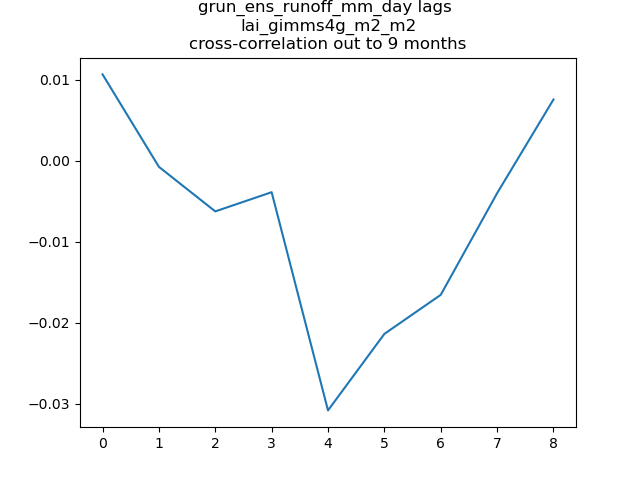 grun_ens_runoff_mm_day lags
lai_gimms4g_m2_m2
cross-correlation out to 9 months
0.01
0.00
−0.01
−0.02
−0.03
0 1 2 3 4 5 6 7 8